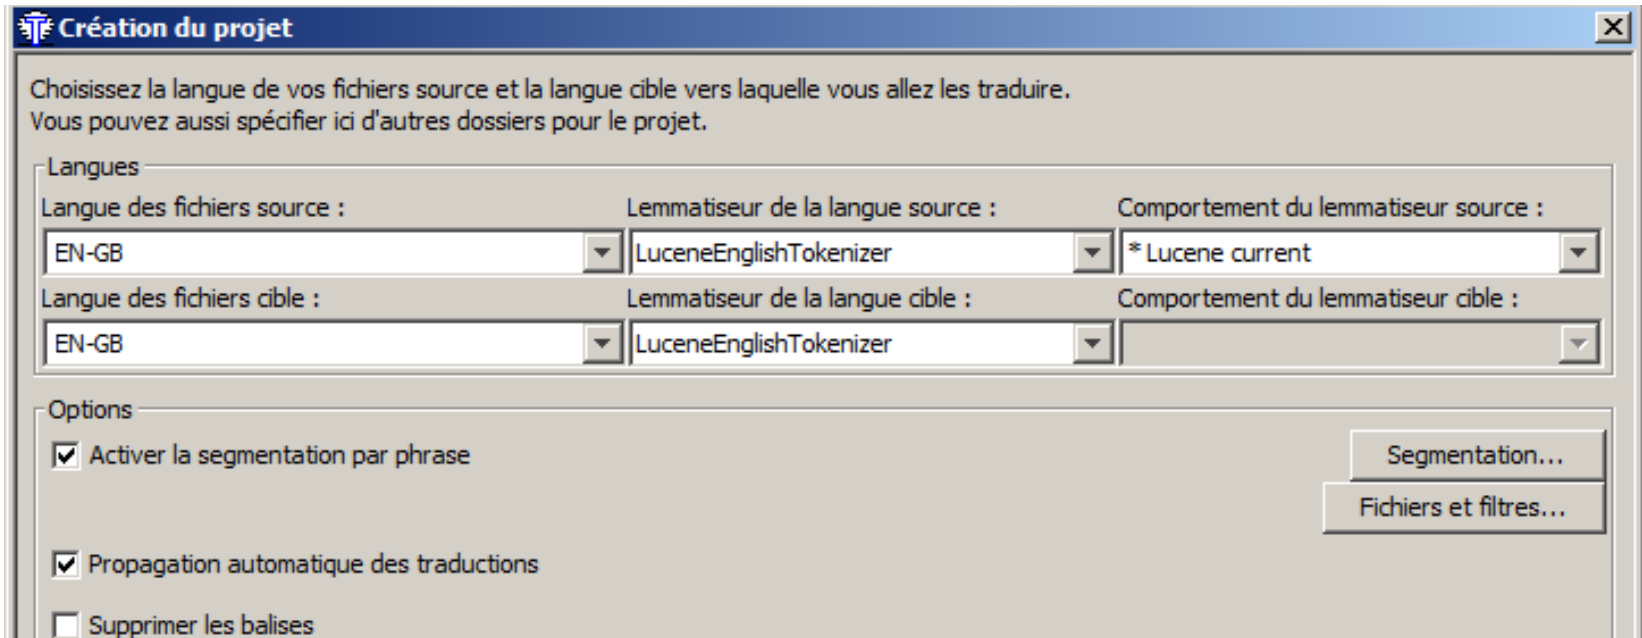 Création du projet
Choisissez la langue de vos fichiers source et la langue cible vers laquelle vous allez les traduire.
Vous pouvez aussi spécifier ici d'autres dossiers pour le projet.
Langues
Langue des fichiers source :
Lemmatiseur de la langue source :
Comportement du lemmatiseur source :
EN-GB
LuceneEnglishTokenizer
* Lucene current
Langue des fichiers cible :
Lemmatiseur de la langue cible :
Comportement du lemmatiseur cible :
EN-GB
LuceneEnglishTokenizer
Options
Activer la segmentation par phrase
Segmentation...
Fichiers et filtres...
Propagation automatique des traductions
Supprimer les balises